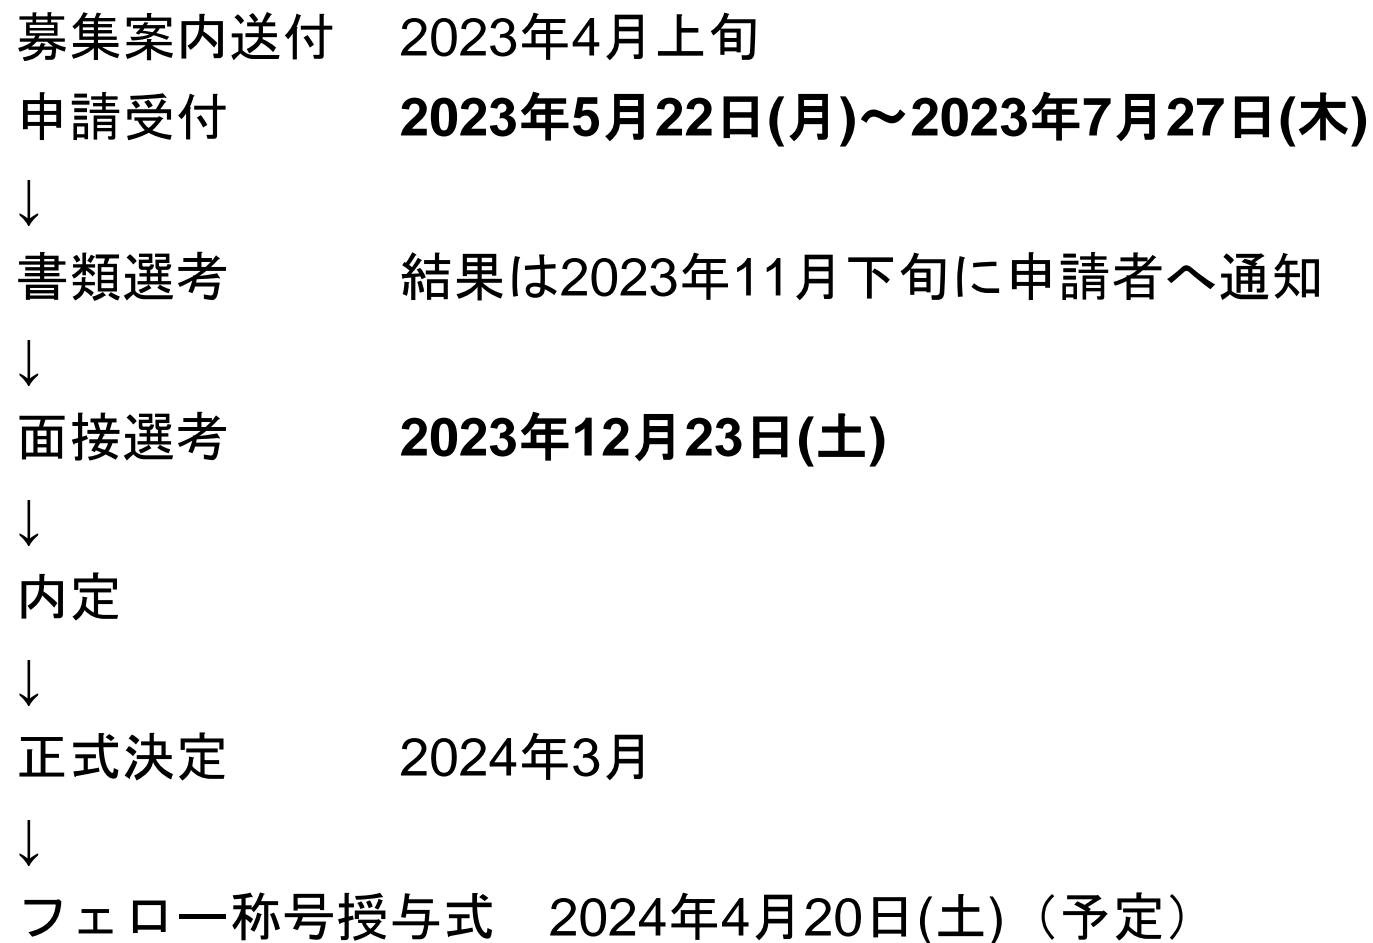 募集案内送付　2023年4月上旬
申請受付　2023年5月22日(月)～2023年7月27日(木)
↓
書類選考　結果は2023年11月下旬に申請者へ通知
↓
面接選考　2023年12月23日(土)
↓
内定
↓
正式決定　2024年3月
↓
フェロー称号授与式　2024年4月20日(土)（予定）